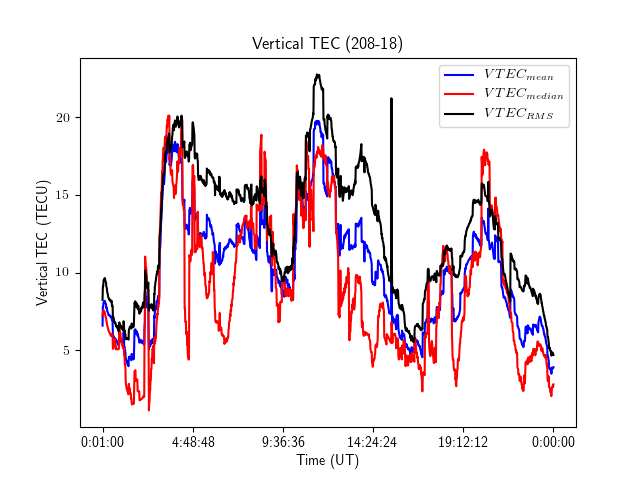 Vertical TEC (208-18)
VTEC_mean
VTEC_median
VTEC_RMS
Vertical TEC (TECU)
20
15
10
5
0:01:00 4:48:48 9:36:36 14:24:24 19:12:12 0:00:00
Time (UT)